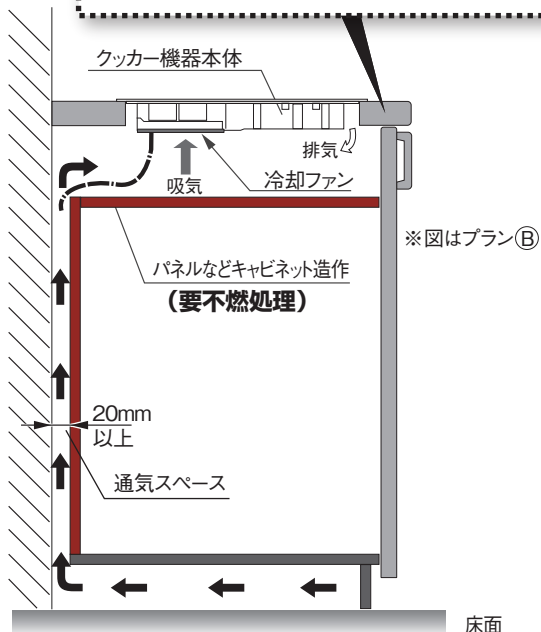 クッカー機器本体
排気
吸気
冷却ファン
※図はプランⒷ
パネルなどキャビネット造作
(要不燃処理)
20mm
以上
通気スペース
床面